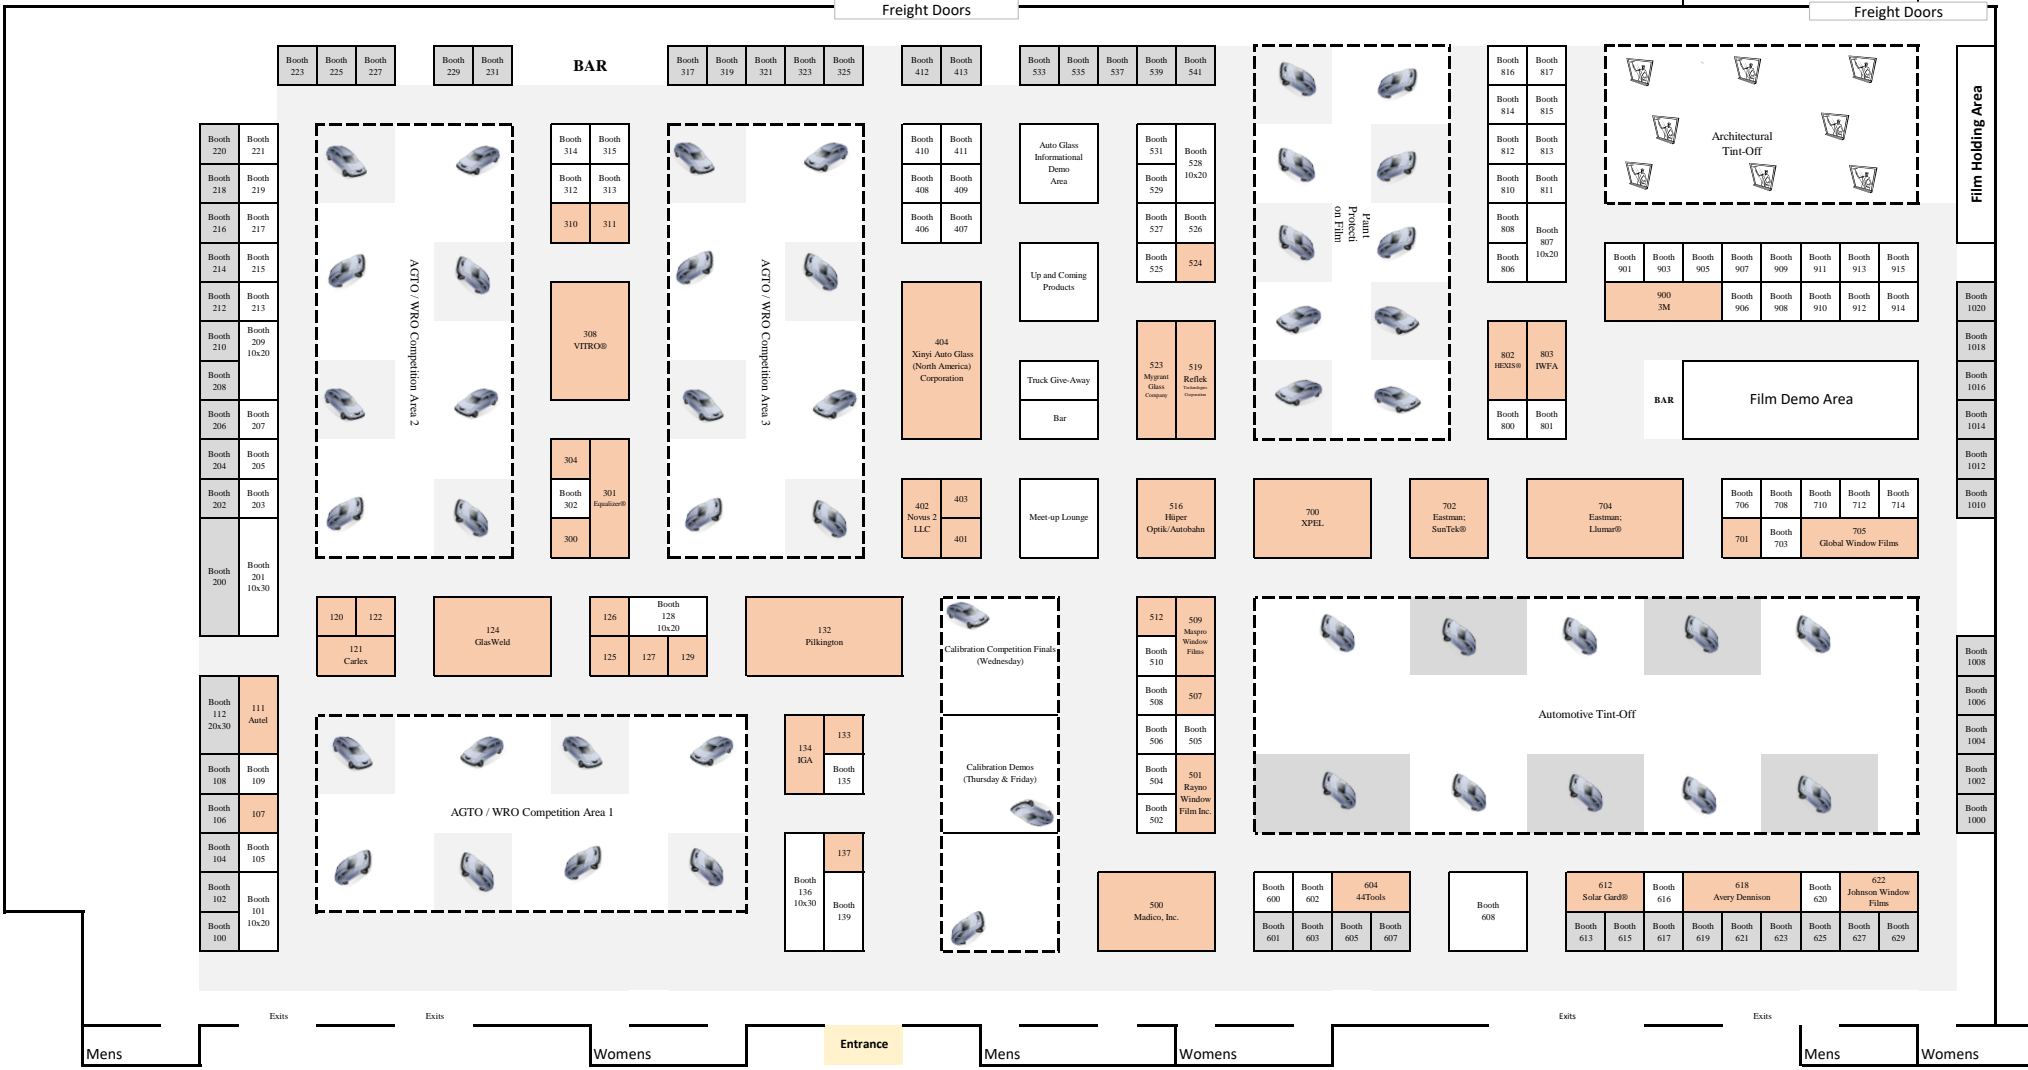 Freight Doors
Freight Doors
Booth
223
Booth
225
Booth
227
Booth
229
Booth
231
BAR
Booth
317
Booth
319
Booth
321
Booth
323
Booth
325
Booth
412
Booth
413
Booth
533
Booth
535
Booth
537
Booth
539
Booth
541
Booth
816
Booth
817
Booth
814
Booth
815
Booth
812
Booth
813
Booth
810
Booth
811
Booth
808
Booth
807
10x20
Booth
806
Architectural
Tint-Off
Film Holding Area
Booth
220
Booth
221
Booth
218
Booth
219
Booth
216
Booth
217
Booth
214
Booth
215
Booth
212
Booth
213
Booth
210
Booth
209
10x20
Booth
208
Booth
206
Booth
207
Booth
204
Booth
205
Booth
202
Booth
203
Booth
200
Booth
201
10x30
AGTO / WRO Competition Area 2
Booth
314
Booth
315
Booth
312
Booth
313
310
311
308
VITRO®
304
Booth
302
300
301
Equalizer®
AGTO / WRO Competition Area 3
Booth
410
Booth
411
Booth
408
Booth
409
Booth
406
Booth
407
404
Xinyi Auto Glass
(North America)
Corporation
402
Novus 2
LLC
403
401
Auto Glass
Informational
Demo
Area
Up and Coming
Products
Truck Give-Away
Bar
Meet-up Lounge
Booth
531
Booth
528
10x20
Booth
529
Booth
527
Booth
526
Booth
525
524
523
Mygrant
Glass
Company
519
Reflek
Technologies
Corporation
516
Hüper
Optik/Autobahn
Paint
Protecti
on Film
700
XPEL
702
Eastman;
SunTek®
704
Eastman;
Llumar®
802
HEXIS®
803
IWFA
Booth
800
Booth
801
Booth
901
Booth
903
Booth
905
Booth
907
Booth
909
Booth
911
Booth
913
Booth
915
900
3M
Booth
906
Booth
908
Booth
910
Booth
912
Booth
914
BAR
Film Demo Area
Booth
706
Booth
708
Booth
710
Booth
712
Booth
714
701
Booth
703
705
Global Window Films
Booth
1020
Booth
1018
Booth
1016
Booth
1014
Booth
1012
Booth
1010
Booth
1008
Booth
1006
Booth
1004
Booth
1002
Booth
1000
120
122
121
Carlex
124
GlasWeld
126
Booth
128
10x20
125
127
129
132
Pilkington
Calibration Competition Finals
(Wednesday)
Calibration Demos
(Thursday & Friday)
512
509
Maspro
Window
Films
Booth
510
Booth
508
507
Booth
506
Booth
505
Booth
504
501
Rayno
Window
Film Inc.
Booth
502
Automotive Tint-Off
Booth
112
20x30
111
Autel
Booth
108
Booth
109
Booth
106
107
Booth
104
Booth
105
Booth
102
Booth
101
10x20
Booth
100
AGTO / WRO Competition Area 1
134
IGA
133
Booth
135
Booth
136
10x30
137
Booth
139
500
Madico, Inc.
Booth
600
Booth
602
604
44Tools
Booth
601
Booth
603
Booth
605
Booth
607
Booth
608
612
Solar Gard®
Booth
616
618
Avery Dennison
Booth
620
622
Johnson Window
Films
Booth
613
Booth
615
Booth
617
Booth
619
Booth
621
Booth
623
Booth
625
Booth
627
Booth
629
Exits
Exits
Exits
Exits
Mens
Womens
Entrance
Mens
Womens
Mens
Womens